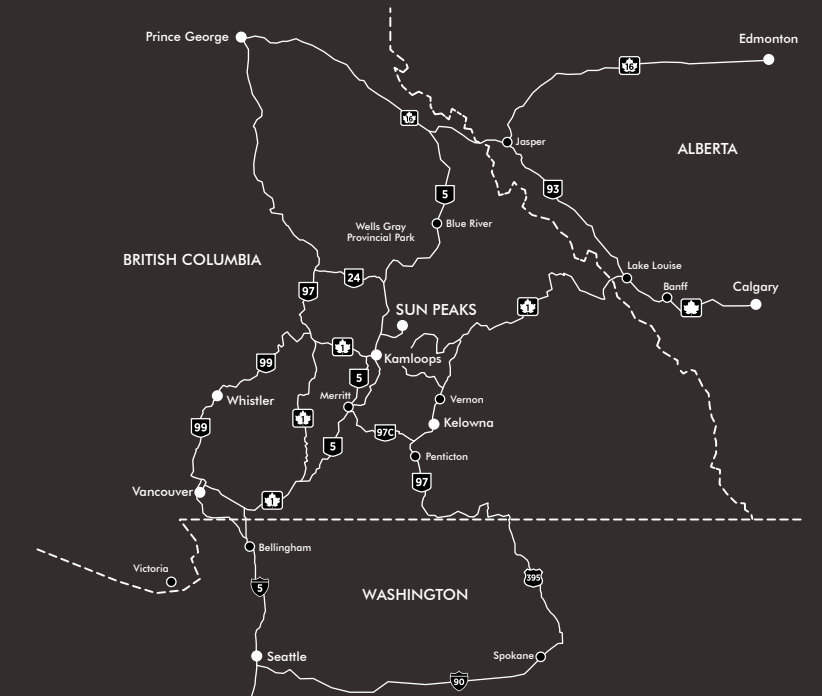 Prince George
Edmonton
16
16
Jasper
ALBERTA
93
5
Wells Gray
Provincial Park
Blue River
BRITISH COLUMBIA
24
97
Lake Louise
Banff
Calgary
1
SUN PEAKS
1
Kamloops
99
5
Merritt
Whistler
Vernon
99
1
97C
Kelowna
5
Penticton
97
Vancouver
1
Bellingham
Victoria
5
395
WASHINGTON
Seattle
Spokane
90